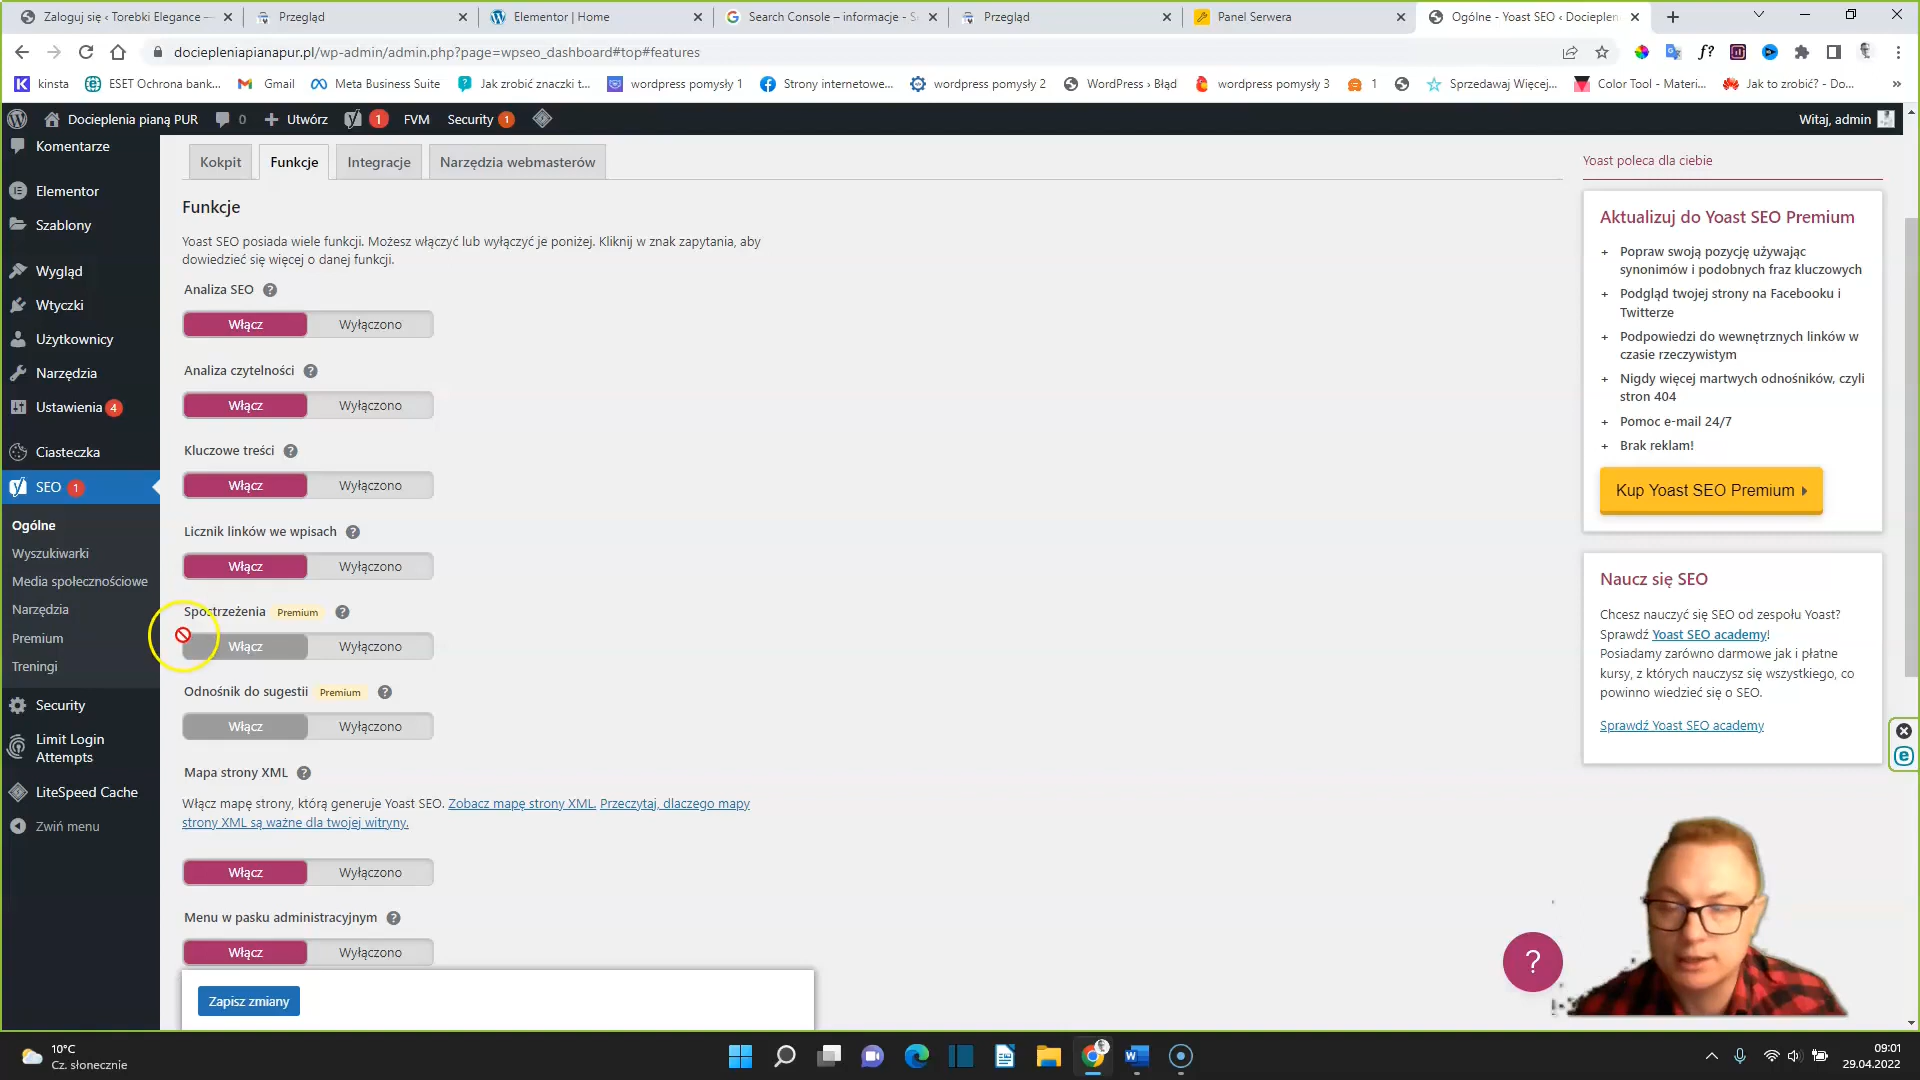 Zaloguj się ‹ Torebki Elegance —
Przegląd
Elementor | Home
Search Console – informacje - S
Przegląd
Panel Serwera
Ogólne - Yoast SEO ‹ Docieplen
dociepleniapianapur.pl/wp-admin/admin.php?page=wpseo_dashboard#top#features
kinsta
ESET Ochrona bank...
Gmail
Meta Business Suite
Jak zrobić znaczki t...
wordpress pomysły 1
Strony internetowe...
wordpress pomysły 2
WordPress › Błąd
wordpress pomysły 3
1
Sprzedawaj Więcej,...
Color Tool - Materi...
Jak to zrobić? - Do...
»
Docieplenia pianą PUR
0
Utwórz
1
FVM
Security 1
Witaj, admin
Komentarze
Elementor
Szablony
Wygląd
Wtyczki
Użytkownicy
Narzędzia
Ustawienia 4
Ciasteczka
SEO 1
Ogólne
Wyszukiwarki
Media społecznościowe
Narzędzia
Premium
Treningi
Security
Limit Login
Attempts
LiteSpeed Cache
Zwiń menu
Kokpit
Funkcje
Integracje
Narzędzia webmasterów
Funkcje
Yoast SEO posiada wiele funkcji. Możesz włączyć lub wyłączyć je poniżej. Kliknij w znak zapytania, aby
dowiedzieć się więcej o danej funkcji.
Analiza SEO ?
Włącz Wyłączono
Analiza czytelności ?
Włącz Wyłączono
Kluczowe treści ?
Włącz Wyłączono
Licznik linków we wpisach ?
Włącz Wyłączono
Spostrzeżenia Premium ?
Włącz Wyłączono
Odnośnik do sugestii Premium ?
Włącz Wyłączono
Mapa strony XML ?
Włącz mapę strony, którą generuje Yoast SEO. Zobacz mapę strony XML. Przeczytaj, dlaczego mapy
strony XML są ważne dla twojej witryny.
Włącz Wyłączono
Menu w pasku administracyjnym ?
Włącz Wyłączono
Zapisz zmiany
Yoast poleca dla ciebie
Aktualizuj do Yoast SEO Premium
+ Popraw swoją pozycję używając
synonimów i podobnych fraz kluczowych
+ Podgląd twojej strony na Facebooku i
Twitterze
+ Podpowiedzi do wewnętrznych linków w
czasie rzeczywistym
+ Nigdy więcej martwych odnośników, czyli
stron 404
+ Pomoc e-mail 24/7
+ Brak reklam!
Kup Yoast SEO Premium
Naucz się SEO
Chcesz nauczyć się SEO od zespołu Yoast?
Sprawdź Yoast SEO academy!
Posiadamy zarówno darmowe jak i płatne
kursy, z których nauczysz się wszystkiego, co
powinno wiedzieć się o SEO.
Sprawdź Yoast SEO academy
?
10°C
Cz. słonecznie
09:01
29.04.2022